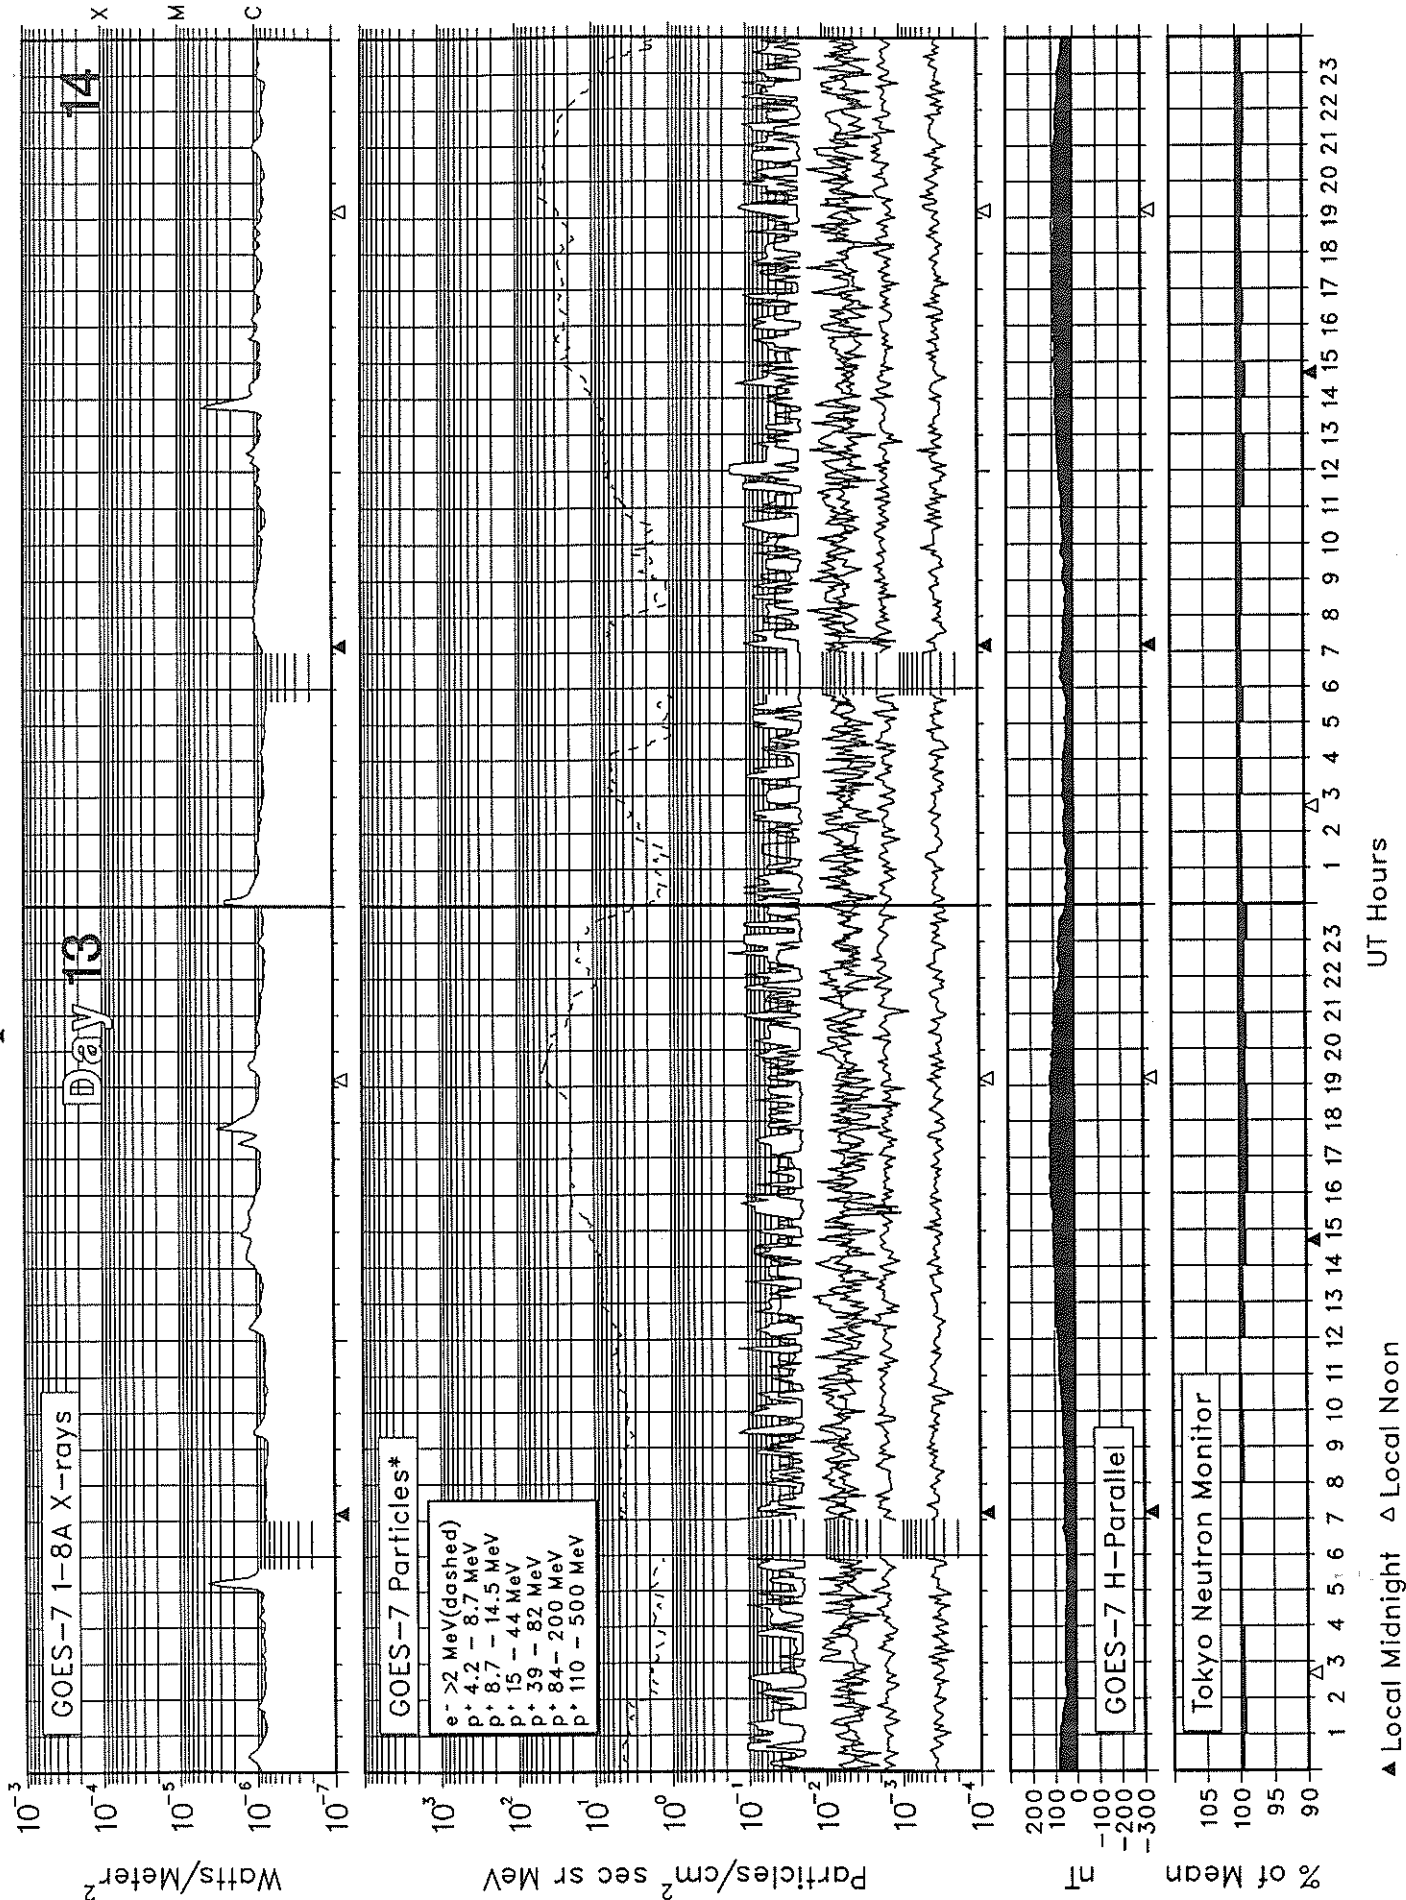 Day 13
14
GOES-7 1-8A X-rays
X
M
C
10⁻³
10⁻⁴
10⁻⁵
10⁻⁶
10⁻⁷
Watts/Meter²
GOES-7 Particles*
e⁻ >2 MeV(dashed)
p⁺ 4.2 - 8.7 MeV
p⁺ 8.7 - 14.5 MeV
p⁺ 15 - 44 MeV
p⁺ 39 - 82 MeV
p⁺ 84- 200 MeV
p⁺ 110 - 500 MeV
10³
10²
10¹
10⁰
10⁻¹
10⁻²
10⁻³
10⁻⁴
Particles/cm² sec sr MeV
GOES-7 H-Parallel
200
100
0
-100
-200
-300
nT
Tokyo Neutron Monitor
105
100
95
90
% of Mean
1 2 3 4 5 6 7 8 9 10 11 12 13 14 15 16 17 18 19 20 21 22 23 1 2 3 4 5 6 7 8 9 10 11 12 13 14 15 16 17 18 19 20 21 22 23
▲ Local Midnight △ Local Noon
UT Hours